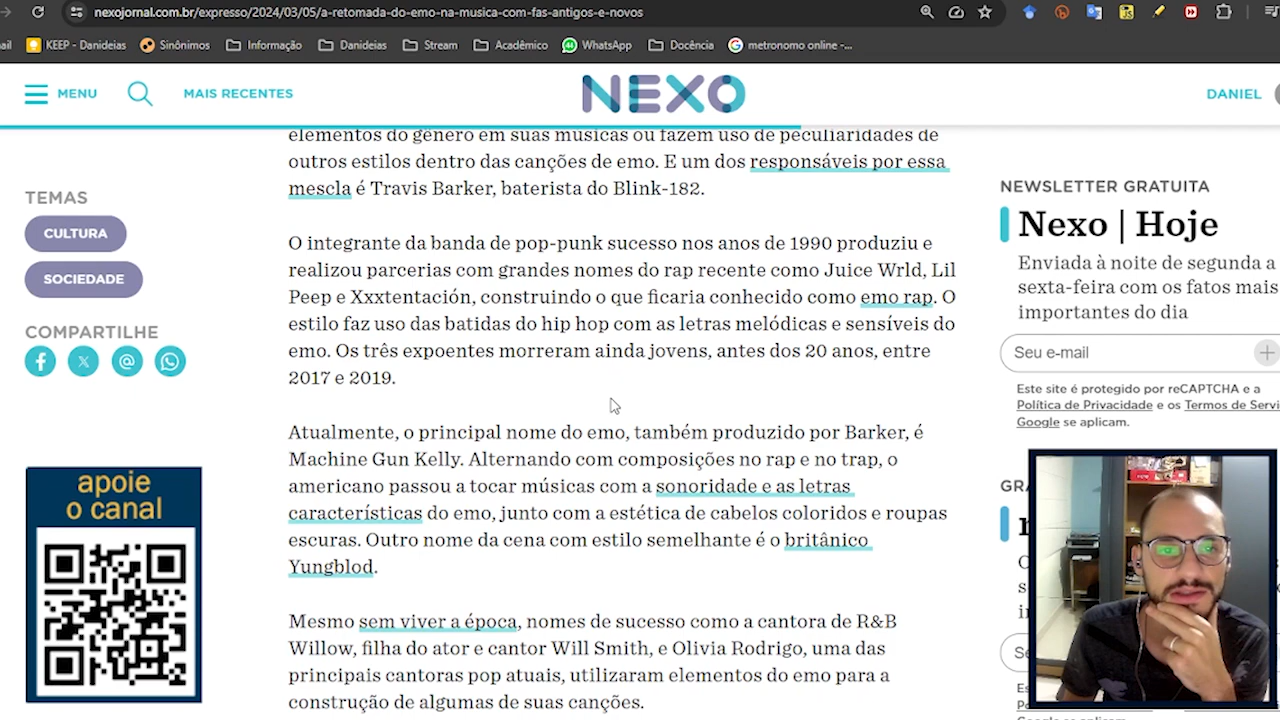 nexojornal.com.br/expresso/2024/03/05/a-retomada-do-emo-na-musica-com-fas-antigos-e-novos
ail KEEP - Danideias Sinônimos Informação Danideias Stream Acadêmico WhatsApp Docência metronomo online -...
MENU MAIS RECENTES NEXO DANIEL
elementos do gênero em suas músicas ou fazem uso de peculiaridades de
outros estilos dentro das canções de emo. E um dos responsáveis por essa
mescla é Travis Barker, baterista do Blink-182.
O integrante da banda de pop-punk sucesso nos anos de 1990 produziu e
realizou parcerias com grandes nomes do rap recente como Juice Wrld, Lil
Peep e Xxxtentación, construindo o que ficaria conhecido como emo rap. O
estilo faz uso das batidas do hip hop com as letras melódicas e sensíveis do
emo. Os três expoentes morreram ainda jovens, antes dos 20 anos, entre
2017 e 2019.
Atualmente, o principal nome do emo, também produzido por Barker, é
Machine Gun Kelly. Alternando com composições no rap e no trap, o
americano passou a tocar músicas com a sonoridade e as letras
características do emo, junto com a estética de cabelos coloridos e roupas
escuras. Outro nome da cena com estilo semelhante é o britânico
Yungblod.
Mesmo sem viver a época, nomes de sucesso como a cantora de R&B
Willow, filha do ator e cantor Will Smith, e Olivia Rodrigo, uma das
principais cantoras pop atuais, utilizaram elementos do emo para a
construção de algumas de suas canções.
TEMAS
CULTURA
SOCIEDADE
COMPARTILHE
apoie
o canal
NEWSLETTER GRATUITA
Nexo | Hoje
Enviada à noite de segunda a
sexta-feira com os fatos mais
importantes do dia
Seu e-mail
Este site é protegido por reCAPTCHA e a
Política de Privacidade e os Termos de Servi
Google se aplicam.